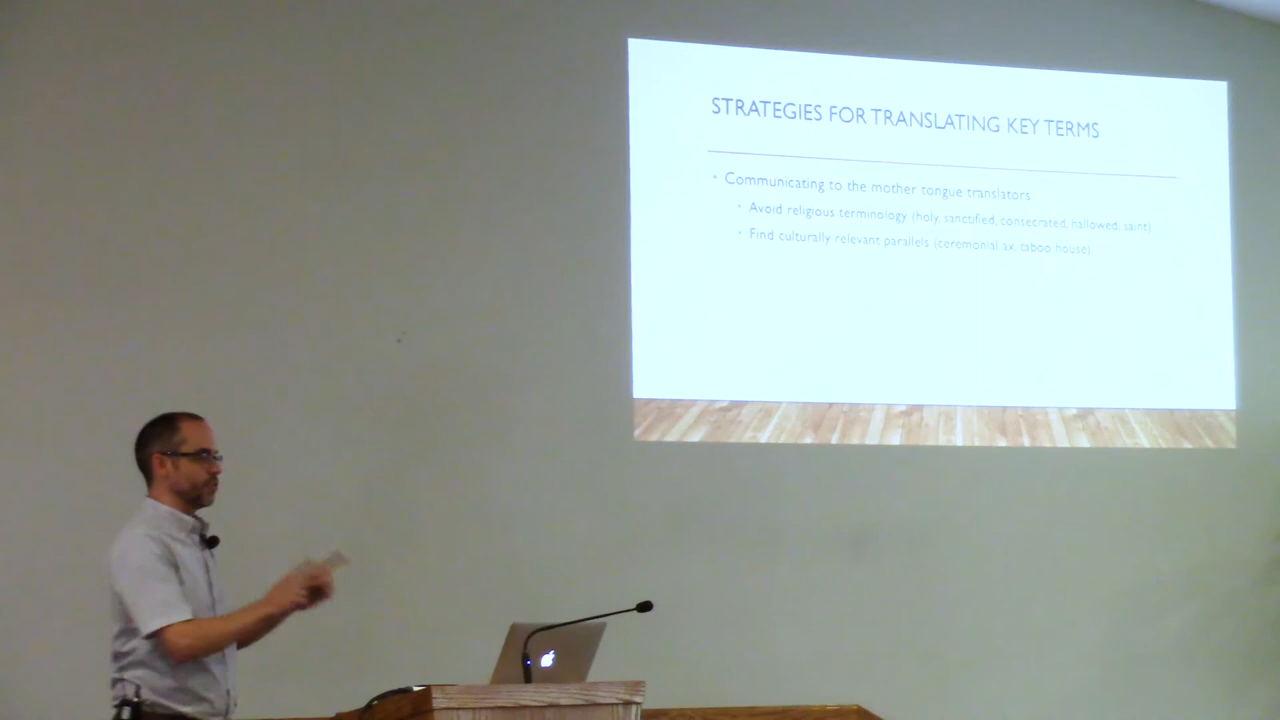 STRATEGIES FOR TRANSLATING KEY TERMS
• Communicating to the mother tongue translators
• Avoid religious terminology (holy, sanctified, consecrated, hallowed, saint)
• Find culturally relevant parallels (ceremonial ax, taboo house)